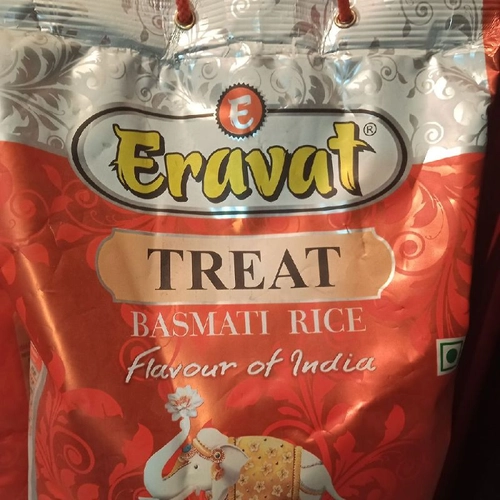 E
Eravat®
TREAT
BASMATI RICE
Flavour of India